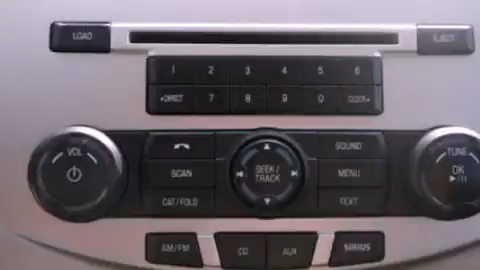 LOAD EJECT
1 2 3 4 5 6
DIRECT 7 8 9 0 CLOCK
VOL SOUND TUNE
SEEK/
TRACK
SCAN MENU OK
CAT/FOLD TEXT
AM/FM CD AUX SIRIUS